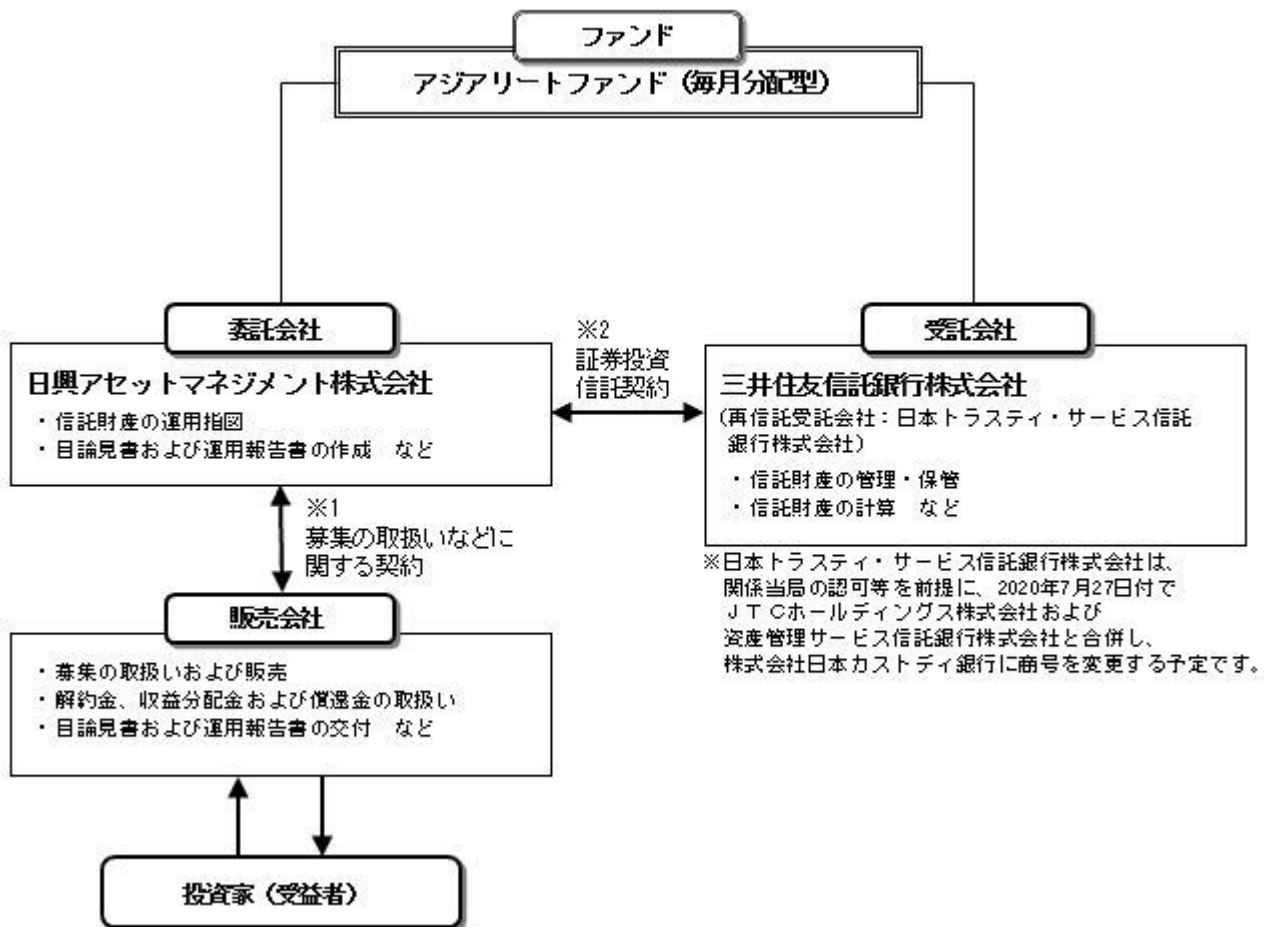 ファンド
アジアリートファンド（毎月分配型）
委託会社
日興アセットマネジメント株式会社
・信託財産の運用指図
・目論見書および運用報告書の作成　など
※2
証券投資
信託契約
受託会社
三井住友信託銀行株式会社
（再信託受託会社：日本トラスティ・サービス信託
銀行株式会社）
・信託財産の管理・保管
・信託財産の計算　など
※1
募集の取扱いなどに
関する契約
※日本トラスティ・サービス信託銀行株式会社は、
関係当局の認可等を前提に、2020年7月27日付で
ＪＴＣホールディングス株式会社および
資産管理サービス信託銀行株式会社と合併し、
株式会社日本カストディ銀行に商号を変更する予定です。
販売会社
・募集の取扱いおよび販売
・解約金、収益分配金および償還金の取扱い
・目論見書および運用報告書の交付　など
投資家（受益者）